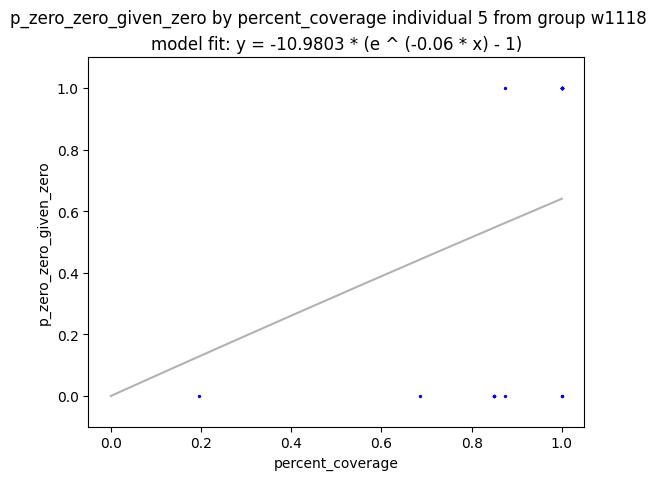 p_zero_zero_given_zero by percent_coverage individual 5 from group w1118
model fit: y = -10.9803 * (e ^ (-0.06 * x) - 1)
1.0
0.8
0.6
0.4
0.2
0.0
p_zero_zero_given_zero
0.0 0.2 0.4 0.6 0.8 1.0
percent_coverage